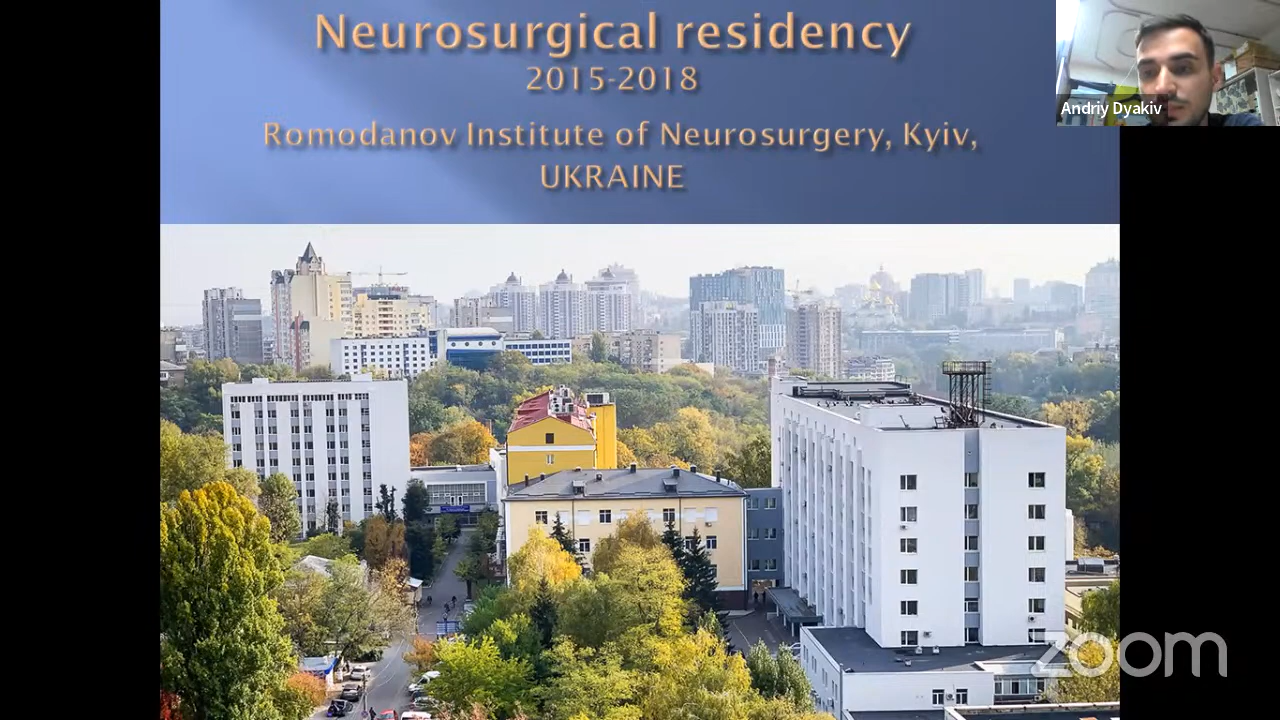 Neurosurgical residency
2015-2018
Romodanov Institute of Neurosurgery, Kyiv,
UKRAINE
Andriy Dyakiv
zoom